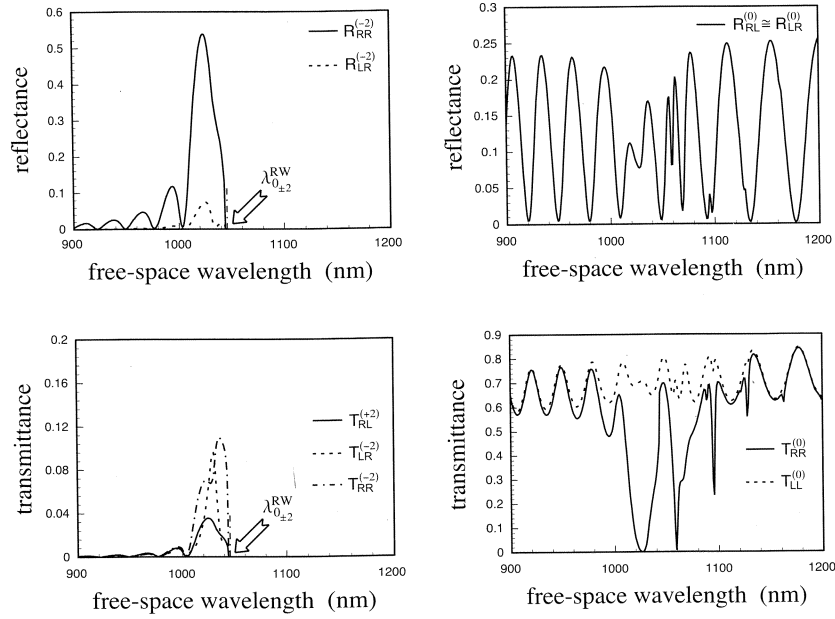 0.6
0.5
0.4
0.3
0.2
0.1
0
900 1000 1100 1200
reflectance
free-space wavelength (nm)
R_RR^(-2)
R_LR^(-2)
λ_0±2^RW
0.3
0.25
0.2
0.15
0.1
0.05
0
900 1000 1100 1200
reflectance
free-space wavelength (nm)
R_RL^(0) ≅ R_LR^(0)
0.2
0.16
0.12
0.08
0.04
0
900 1000 1100 1200
transmittance
free-space wavelength (nm)
T_RL^(+2)
T_LR^(-2)
T_RR^(-2)
λ_0±2^RW
0.9
0.8
0.7
0.6
0.5
0.4
0.3
0.2
0.1
0
900 1000 1100 1200
transmittance
free-space wavelength (nm)
T_RR^(0)
T_LL^(0)